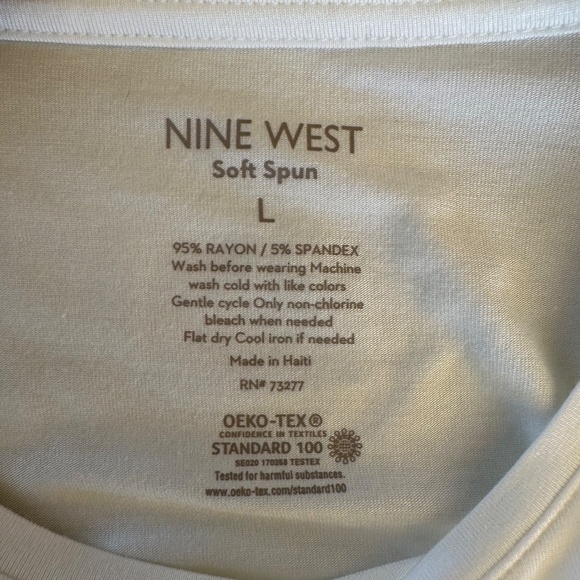 NINE WEST
Soft Spun
L
95% RAYON / 5% SPANDEX
Wash before wearing Machine
wash cold with like colors
Gentle cycle Only non-chlorine
bleach when needed
Flat dry Cool iron if needed
Made in Haiti
RN# 73277
OEKO-TEX®
CONFIDENCE IN TEXTILES
STANDARD 100
SE020 170358 TESTEX
Tested for harmful substances.
www.oeko-tex.com/standard100